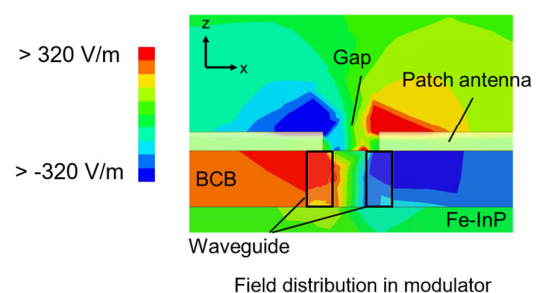 > 320 V/m
> -320 V/m
z
x
Gap
Patch antenna
BCB
Fe-InP
Waveguide
Field distribution in modulator